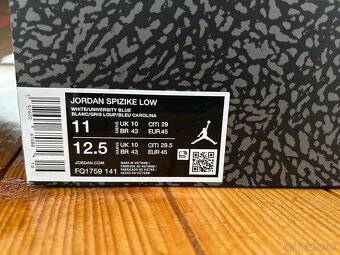 JORDAN SPIZIKE LOW
WHITE/UNIVERSITY BLUE
BLANC/GRIS LOUP/BLEU CAROLINA
11 UK 10 CM 29
BR 43 EUR 45
12.5 UK 10 CM 29.5
BR 43 EUR 45
JORDAN.COM
FQ1759 141
MADE IN VIETNAM